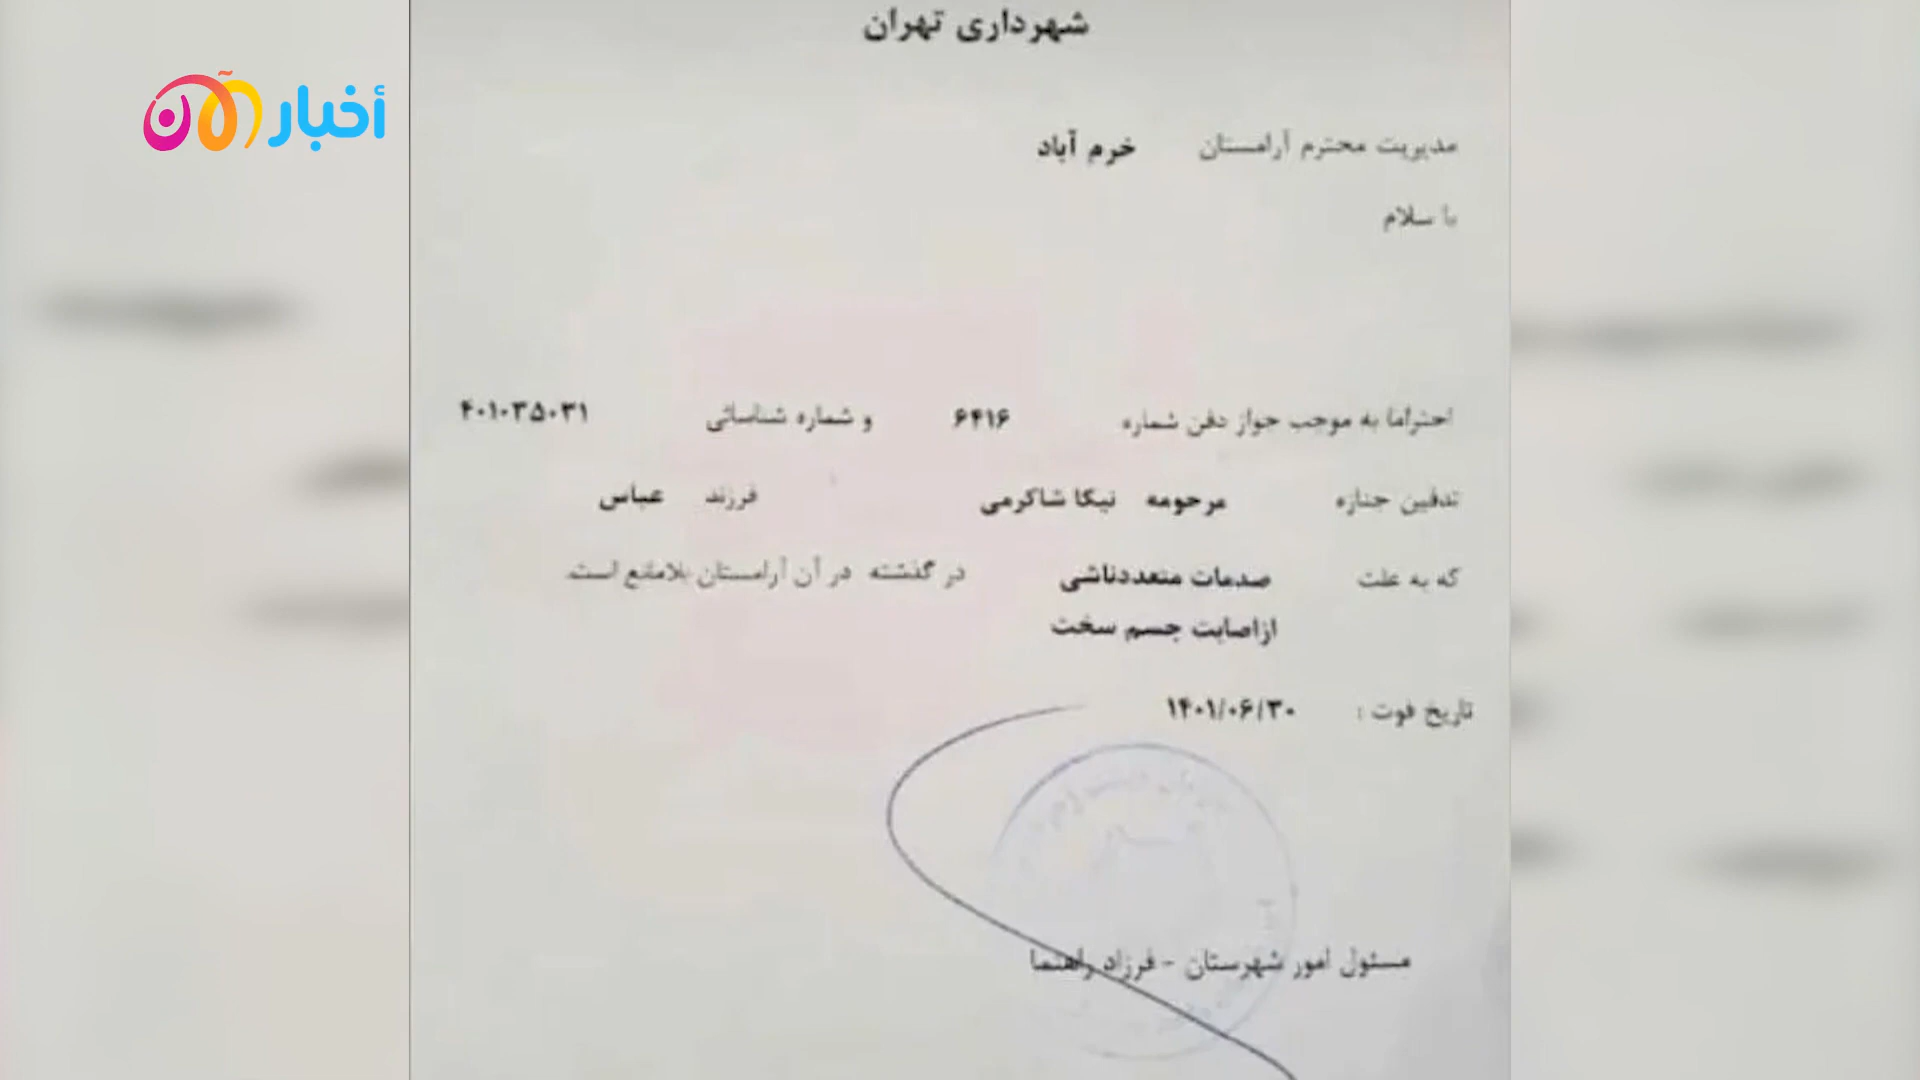 شهرداری تهران
أخبار الآن
مدیریت محترم آرامستان خرم آباد
با سلام
احتراما به موجب جواز دفن شماره ۶۴۱۶ و شماره شناسائی ۴۰۱۰۳۵۰۳۱
تدفین جنازه مرحومه نیکا شاکرمی فرزند عباس
که به علت صدمات متعددناشی در گذشته در آن آرامستان بلامانع است.
ازاصابت جسم سخت
تاریخ فوت : ۱۴۰۱/۰۶/۳۰
مسئول امور شهرستان - فرزاد راهنما